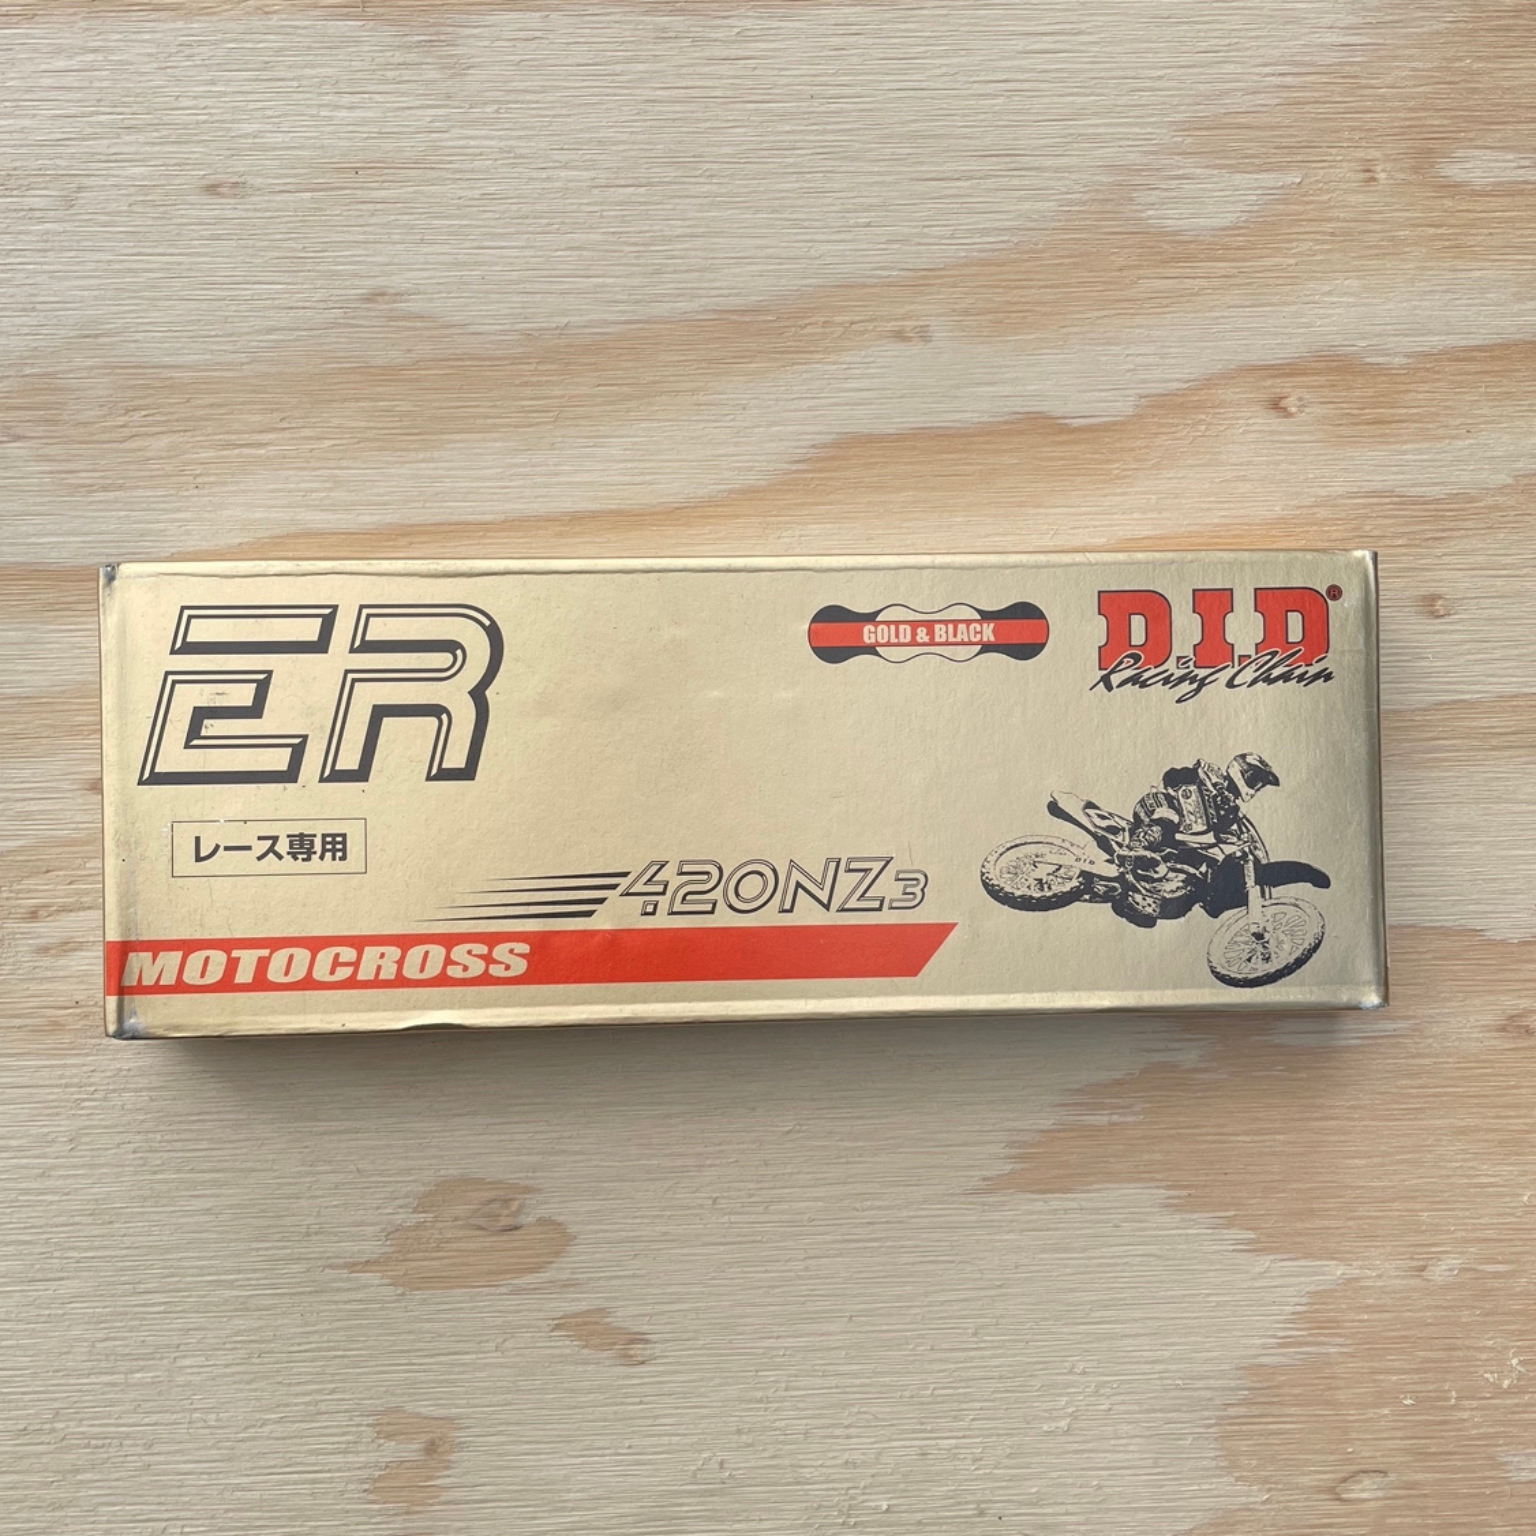 ER
GOLD & BLACK
D.I.D®
Racing Chain
レース専用
420NZ3
MOTOCROSS